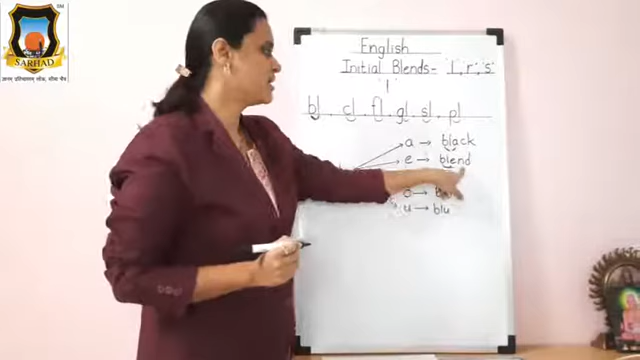 SARHAD
English
Initial Blends- 'l', r', s'
'l'
bl, cl, fl, gl, sl, pl
a → black
e → blend
o →
u → blu